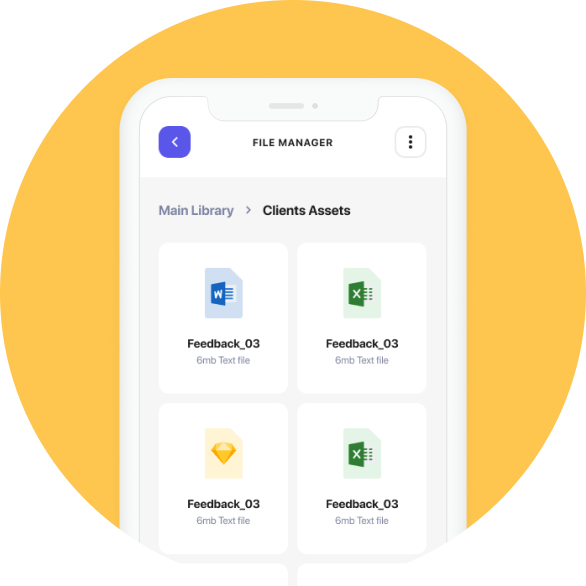 FILE MANAGER
Main Library > Clients Assets
W
X
Feedback_03
Feedback_03
6mb Text file
6mb Text file
X
Feedback_03
Feedback_03
6mb Text file
6mb Text file